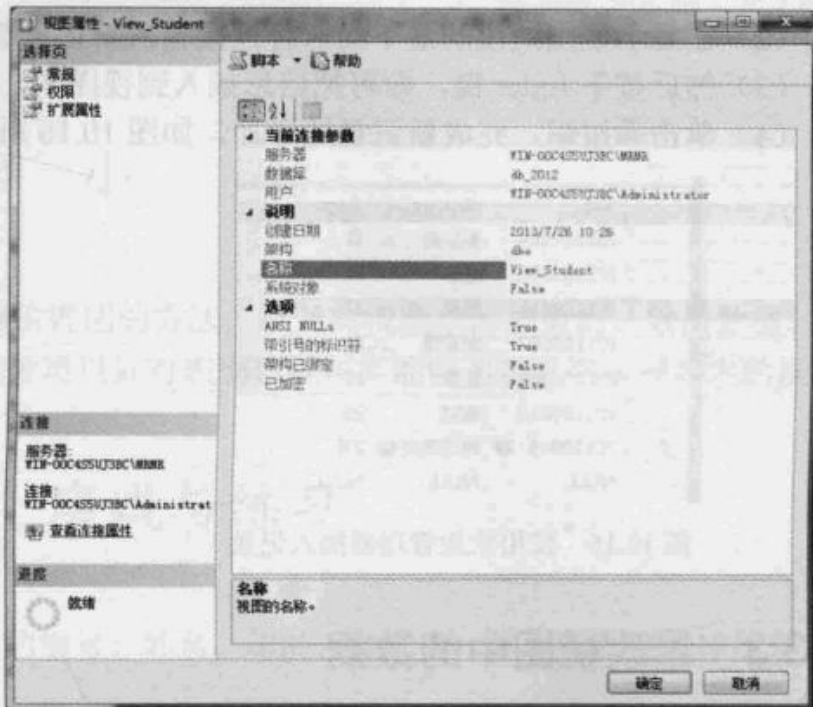 视图属性 - View_Student
选择页
常规
权限
扩展属性
脚本 帮助
当前连接参数
服务器 WIN-GOC4S5UJ3BC\MRMR
数据库 db_2012
用户 WIN-GOC4S5UJ3BC\Administrator
说明
创建日期 2013/7/26 10:26
架构 dbo
名称 View_Student
系统对象 False
选项
ANSI NULLs True
带引号的标识符 True
架构已绑定 False
已加密 False
连接
服务器:
WIN-GOC4S5UJ3BC\MRMR
连接:
WIN-GOC4S5UJ3BC\Administrat
查看连接属性
进度
就绪
名称
视图的名称。
确定 取消